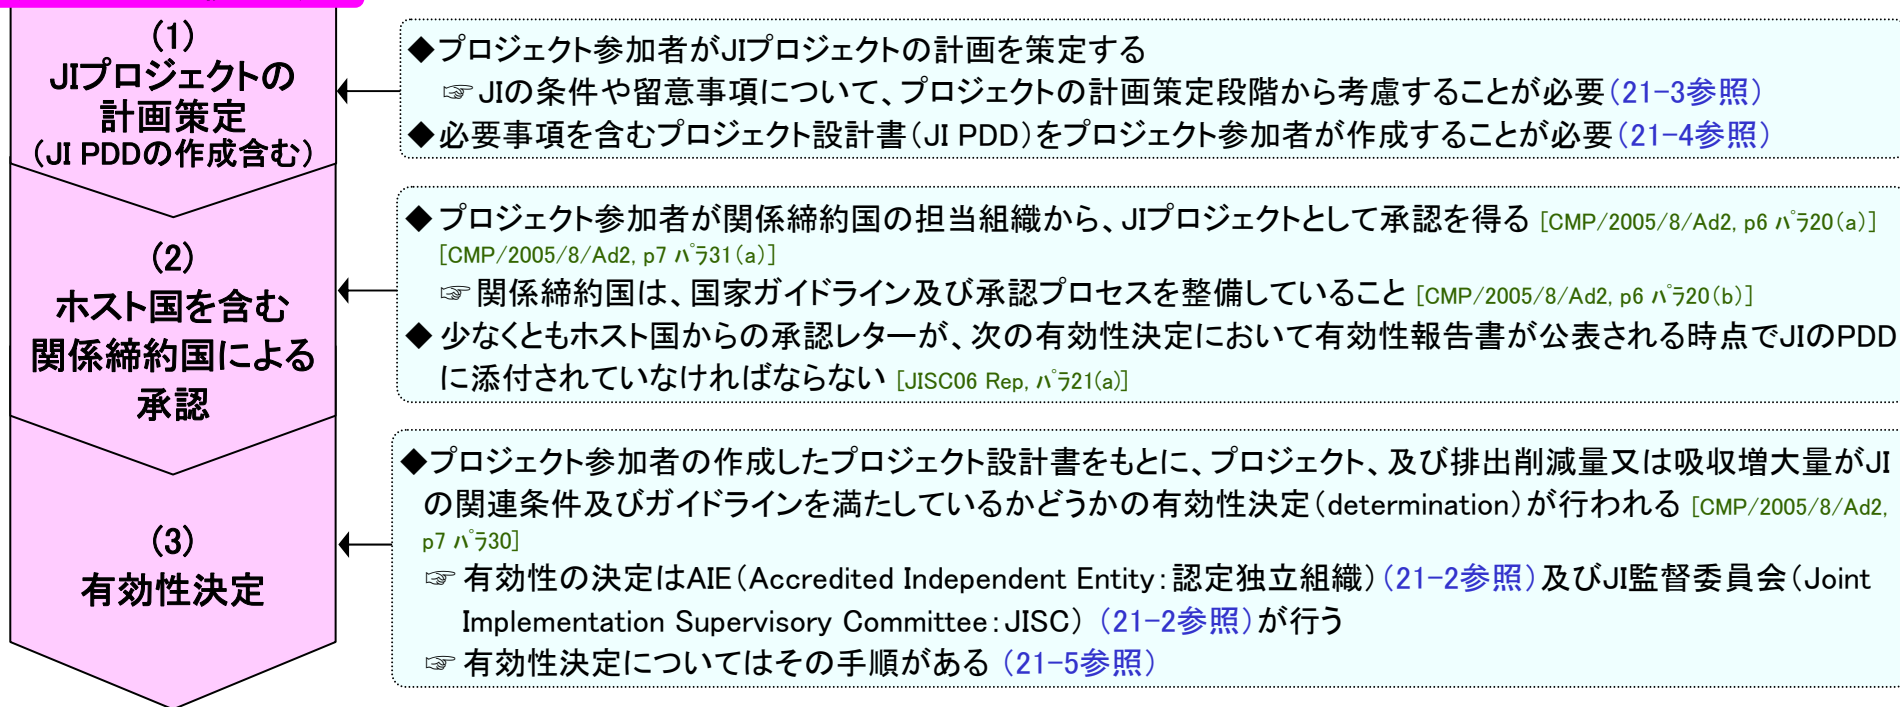 (1)
JIプロジェクトの
計画策定
(JI PDDの作成含む)
◆プロジェクト参加者がJIプロジェクトの計画を策定する
☞JIの条件や留意事項について、プロジェクトの計画策定段階から考慮することが必要(21-3参照)
◆必要事項を含むプロジェクト設計書(JI PDD)をプロジェクト参加者が作成することが必要(21-4参照)
(2)
ホスト国を含む
関係締約国による
承認
◆プロジェクト参加者が関係締約国の担当組織から、JIプロジェクトとして承認を得る [CMP/2005/8/Ad2, p6 パラ20(a)]
[CMP/2005/8/Ad2, p7 パラ31(a)]
☞関係締約国は、国家ガイドライン及び承認プロセスを整備していること [CMP/2005/8/Ad2, p6 パラ20(b)]
◆少なくともホスト国からの承認レターが、次の有効性決定において有効性報告書が公表される時点でJIのPDD
に添付されていなければならない [JISC06 Rep, パラ21(a)]
(3)
有効性決定
◆プロジェクト参加者の作成したプロジェクト設計書をもとに、プロジェクト、及び排出削減量又は吸収増大量がJI
の関連条件及びガイドラインを満たしているかどうかの有効性決定(determination)が行われる [CMP/2005/8/Ad2,
p7 パラ30]
☞有効性の決定はAIE(Accredited Independent Entity:認定独立組織)(21-2参照)及びJI監督委員会(Joint
Implementation Supervisory Committee:JISC) (21-2参照)が行う
☞有効性決定についてはその手順がある (21-5参照)